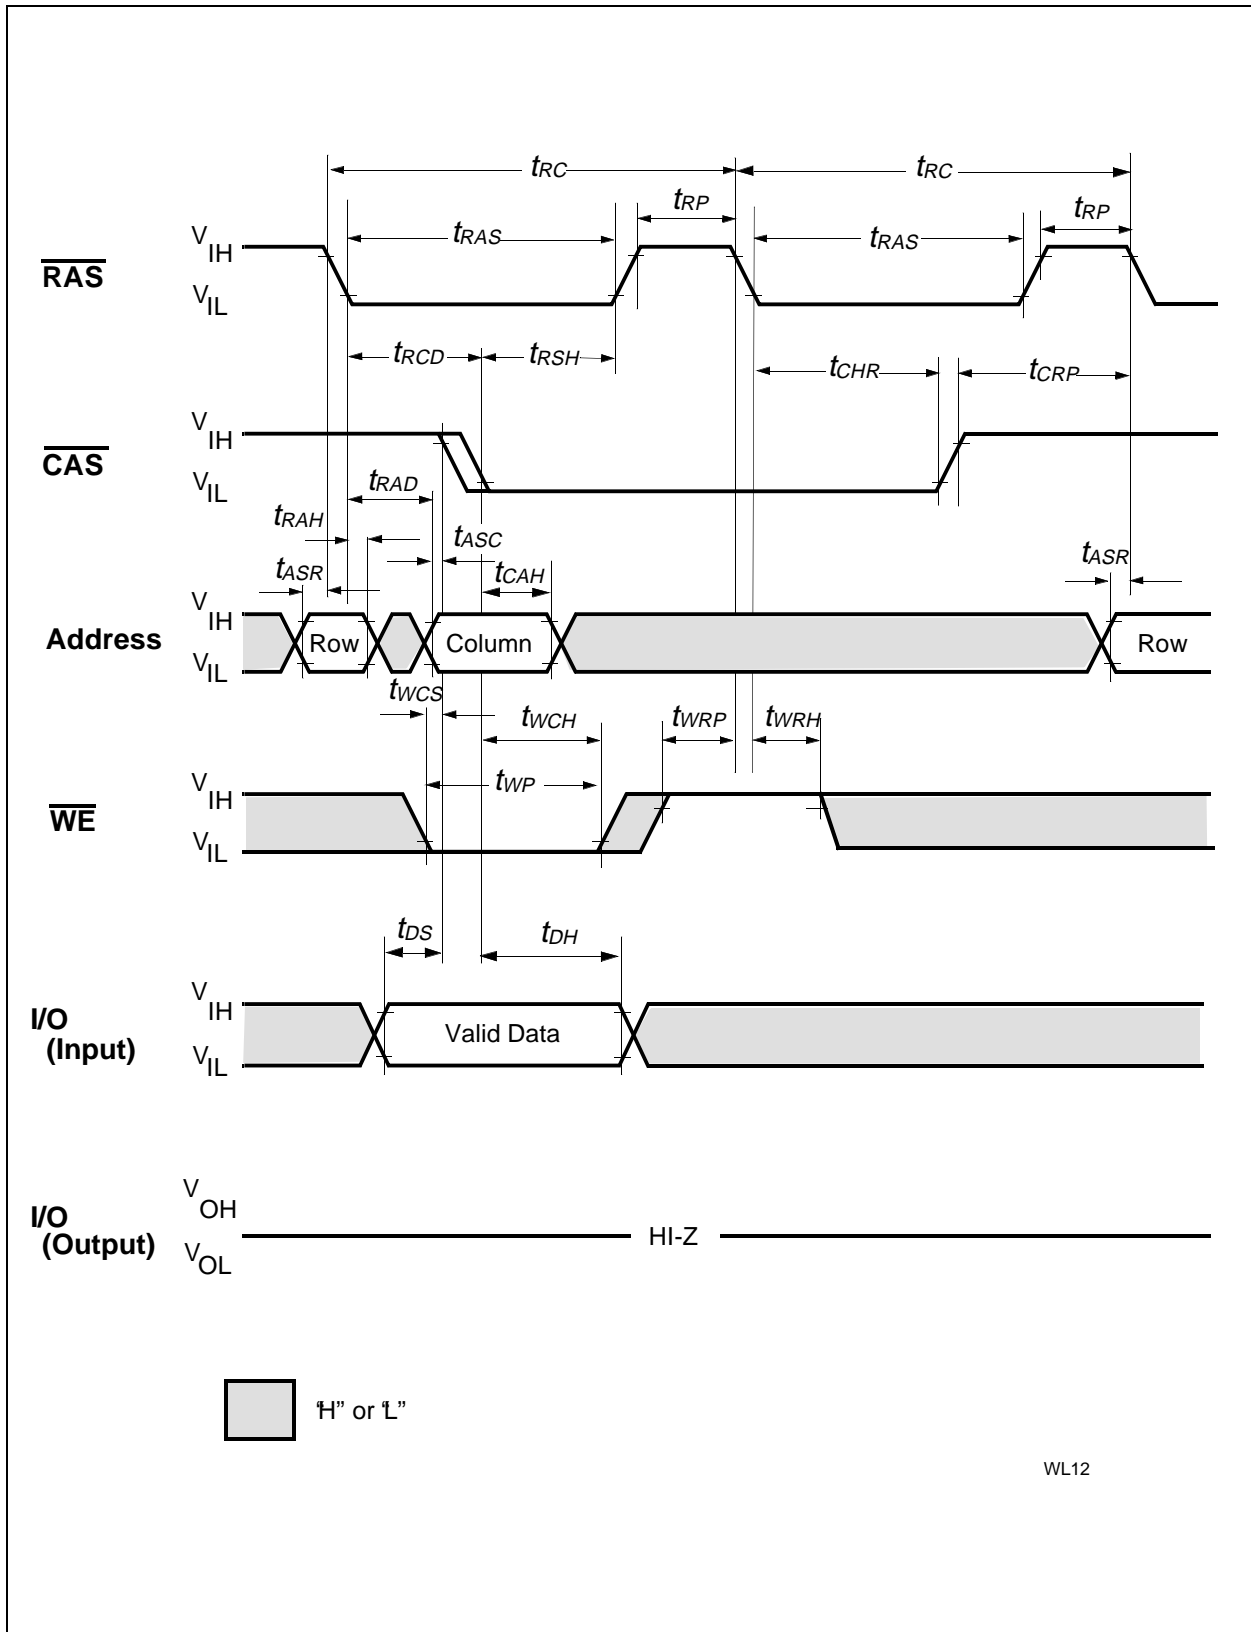 tRC tRC
tRP tRP
tRAS tRAS
VIH
RAS
VIL
tRCD tRSH
tCHR tCRP
VIH
CAS
VIL
tRAD
tRAH
tASC
tASR tCAH tASR
VIH
Address Row Column Row
VIL
tWCS
tWCH tWRP tWRH
tWP
VIH
WE
VIL
tDS tDH
VIH
I/O
(Input) Valid Data
VIL
VOH
I/O
(Output) HI-Z
VOL
“H” or “L”
WL12